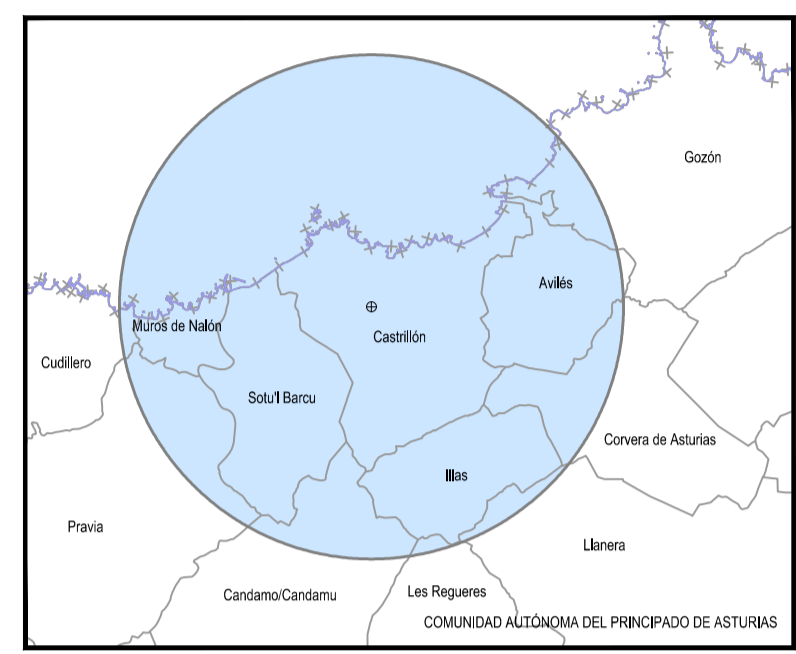 Gozón
Avilés
Muros de Nalón
Castrillón
Cudillero
Sotu'l Barcu
Corvera de Asturias
Illas
Pravia
Llanera
Candamo/Candamu
Les Regueres
COMUNIDAD AUTÓNOMA DEL PRINCIPADO DE ASTURIAS